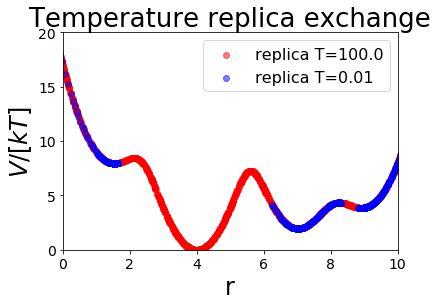 Temperature replica exchange
replica T=100.0
replica T=0.01
V/[kT]
20
15
10
5
0
0 2 4 6 8 10
r